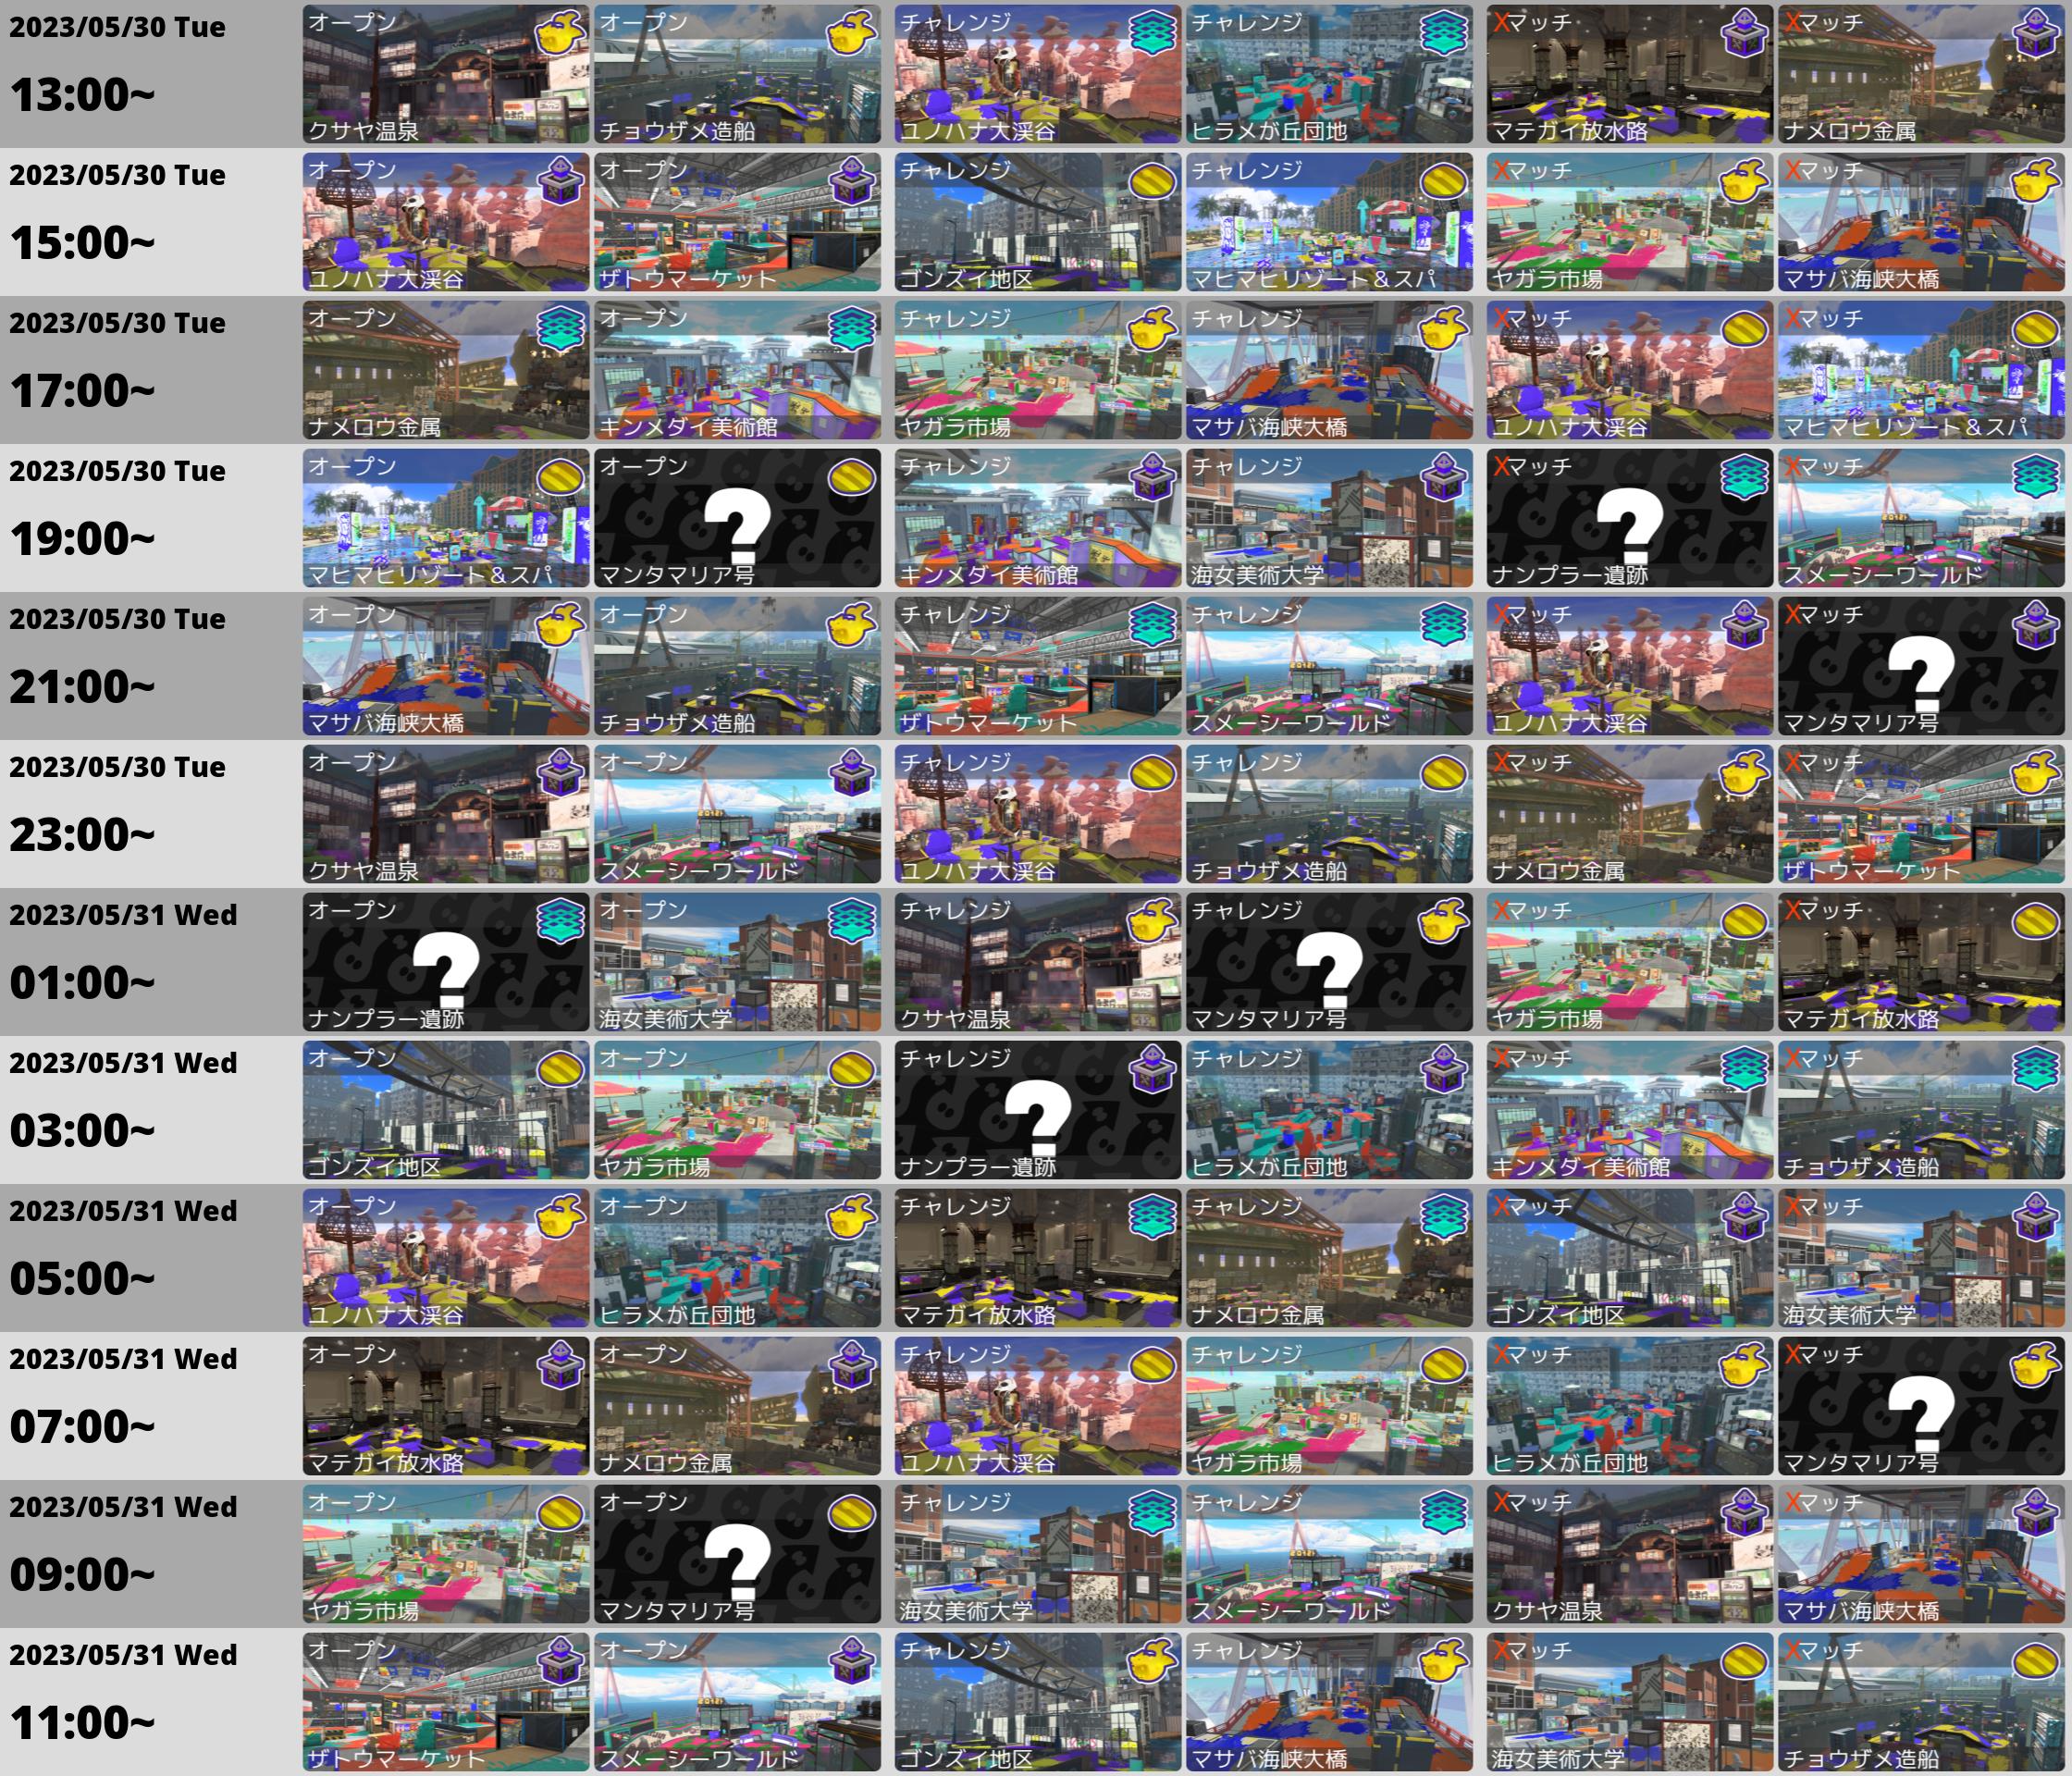 2023/05/30 Tue
13:00~
オープン オープン チャレンジ チャレンジ Xマッチ Xマッチ
クサヤ温泉 チョウザメ造船 ユノハナ大渓谷 ヒラメが丘団地 マテガイ放水路 ナメロウ金属
2023/05/30 Tue
15:00~
オープン オープン チャレンジ チャレンジ Xマッチ Xマッチ
ユノハナ大渓谷 ザトウマーケット ゴンズイ地区 マヒマヒリゾート＆スパ ヤガラ市場 マサバ海峡大橋
2023/05/30 Tue
17:00~
オープン オープン チャレンジ チャレンジ Xマッチ Xマッチ
ナメロウ金属 キンメダイ美術館 ヤガラ市場 マサバ海峡大橋 ユノハナ大渓谷 マヒマヒリゾート＆スパ
2023/05/30 Tue
19:00~
オープン オープン チャレンジ チャレンジ Xマッチ Xマッチ
? ?
マヒマヒリゾート＆スパ マンタマリア号 キンメダイ美術館 海女美術大学 ナンプラー遺跡 スメーシーワールド
2023/05/30 Tue
21:00~
オープン オープン チャレンジ チャレンジ Xマッチ Xマッチ
?
マサバ海峡大橋 チョウザメ造船 ザトウマーケット スメーシーワールド ユノハナ大渓谷 マンタマリア号
2023/05/30 Tue
23:00~
オープン オープン チャレンジ チャレンジ Xマッチ Xマッチ
クサヤ温泉 スメーシーワールド ユノハナ大渓谷 チョウザメ造船 ナメロウ金属 ザトウマーケット
2023/05/31 Wed
01:00~
オープン オープン チャレンジ チャレンジ Xマッチ Xマッチ
? ?
ナンプラー遺跡 海女美術大学 クサヤ温泉 マンタマリア号 ヤガラ市場 マテガイ放水路
2023/05/31 Wed
03:00~
オープン オープン チャレンジ チャレンジ Xマッチ Xマッチ
?
ゴンズイ地区 ヤガラ市場 ナンプラー遺跡 ヒラメが丘団地 キンメダイ美術館 チョウザメ造船
2023/05/31 Wed
05:00~
オープン オープン チャレンジ チャレンジ Xマッチ Xマッチ
ユノハナ大渓谷 ヒラメが丘団地 マテガイ放水路 ナメロウ金属 ゴンズイ地区 海女美術大学
2023/05/31 Wed
07:00~
オープン オープン チャレンジ チャレンジ Xマッチ Xマッチ
?
マテガイ放水路 ナメロウ金属 ユノハナ大渓谷 ヤガラ市場 ヒラメが丘団地 マンタマリア号
2023/05/31 Wed
09:00~
オープン オープン チャレンジ チャレンジ Xマッチ Xマッチ
?
ヤガラ市場 マンタマリア号 海女美術大学 スメーシーワールド クサヤ温泉 マサバ海峡大橋
2023/05/31 Wed
11:00~
オープン オープン チャレンジ チャレンジ Xマッチ Xマッチ
ザトウマーケット スメーシーワールド ゴンズイ地区 マサバ海峡大橋 海女美術大学 チョウザメ造船